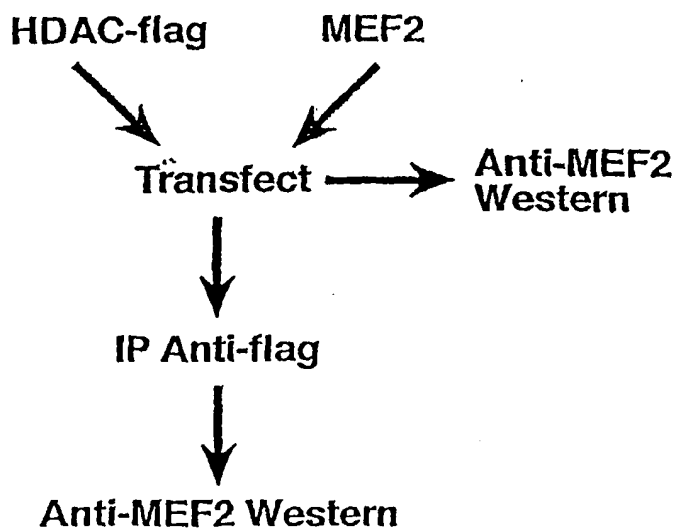 HDAC-flag
MEF2
Transfect
Anti-MEF2
Western
IP Anti-flag
Anti-MEF2 Western